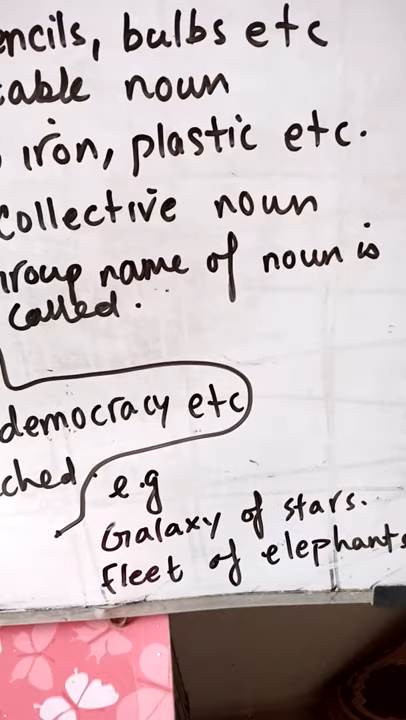 encils, bulbs etc
able noun
iron, plastic etc.
collective noun
iroup name of noun is
called.
democracy etc
ched. e.g
Galaxy of stars.
fleet of elephants